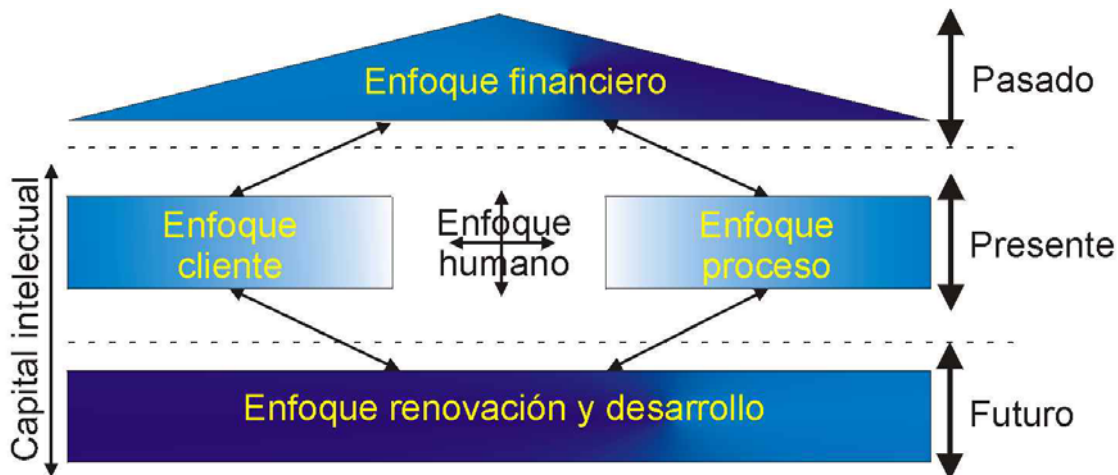 Enfoque financiero
Pasado
Capital intelectual
Enfoque
cliente
Enfoque
humano
Enfoque
proceso
Presente
Enfoque renovación y desarrollo
Futuro